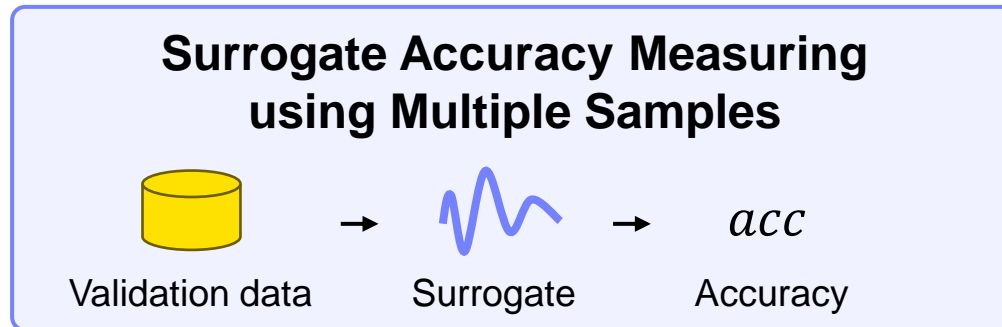 Surrogate Accuracy Measuring
using Multiple Samples
acc
Validation data Surrogate Accuracy